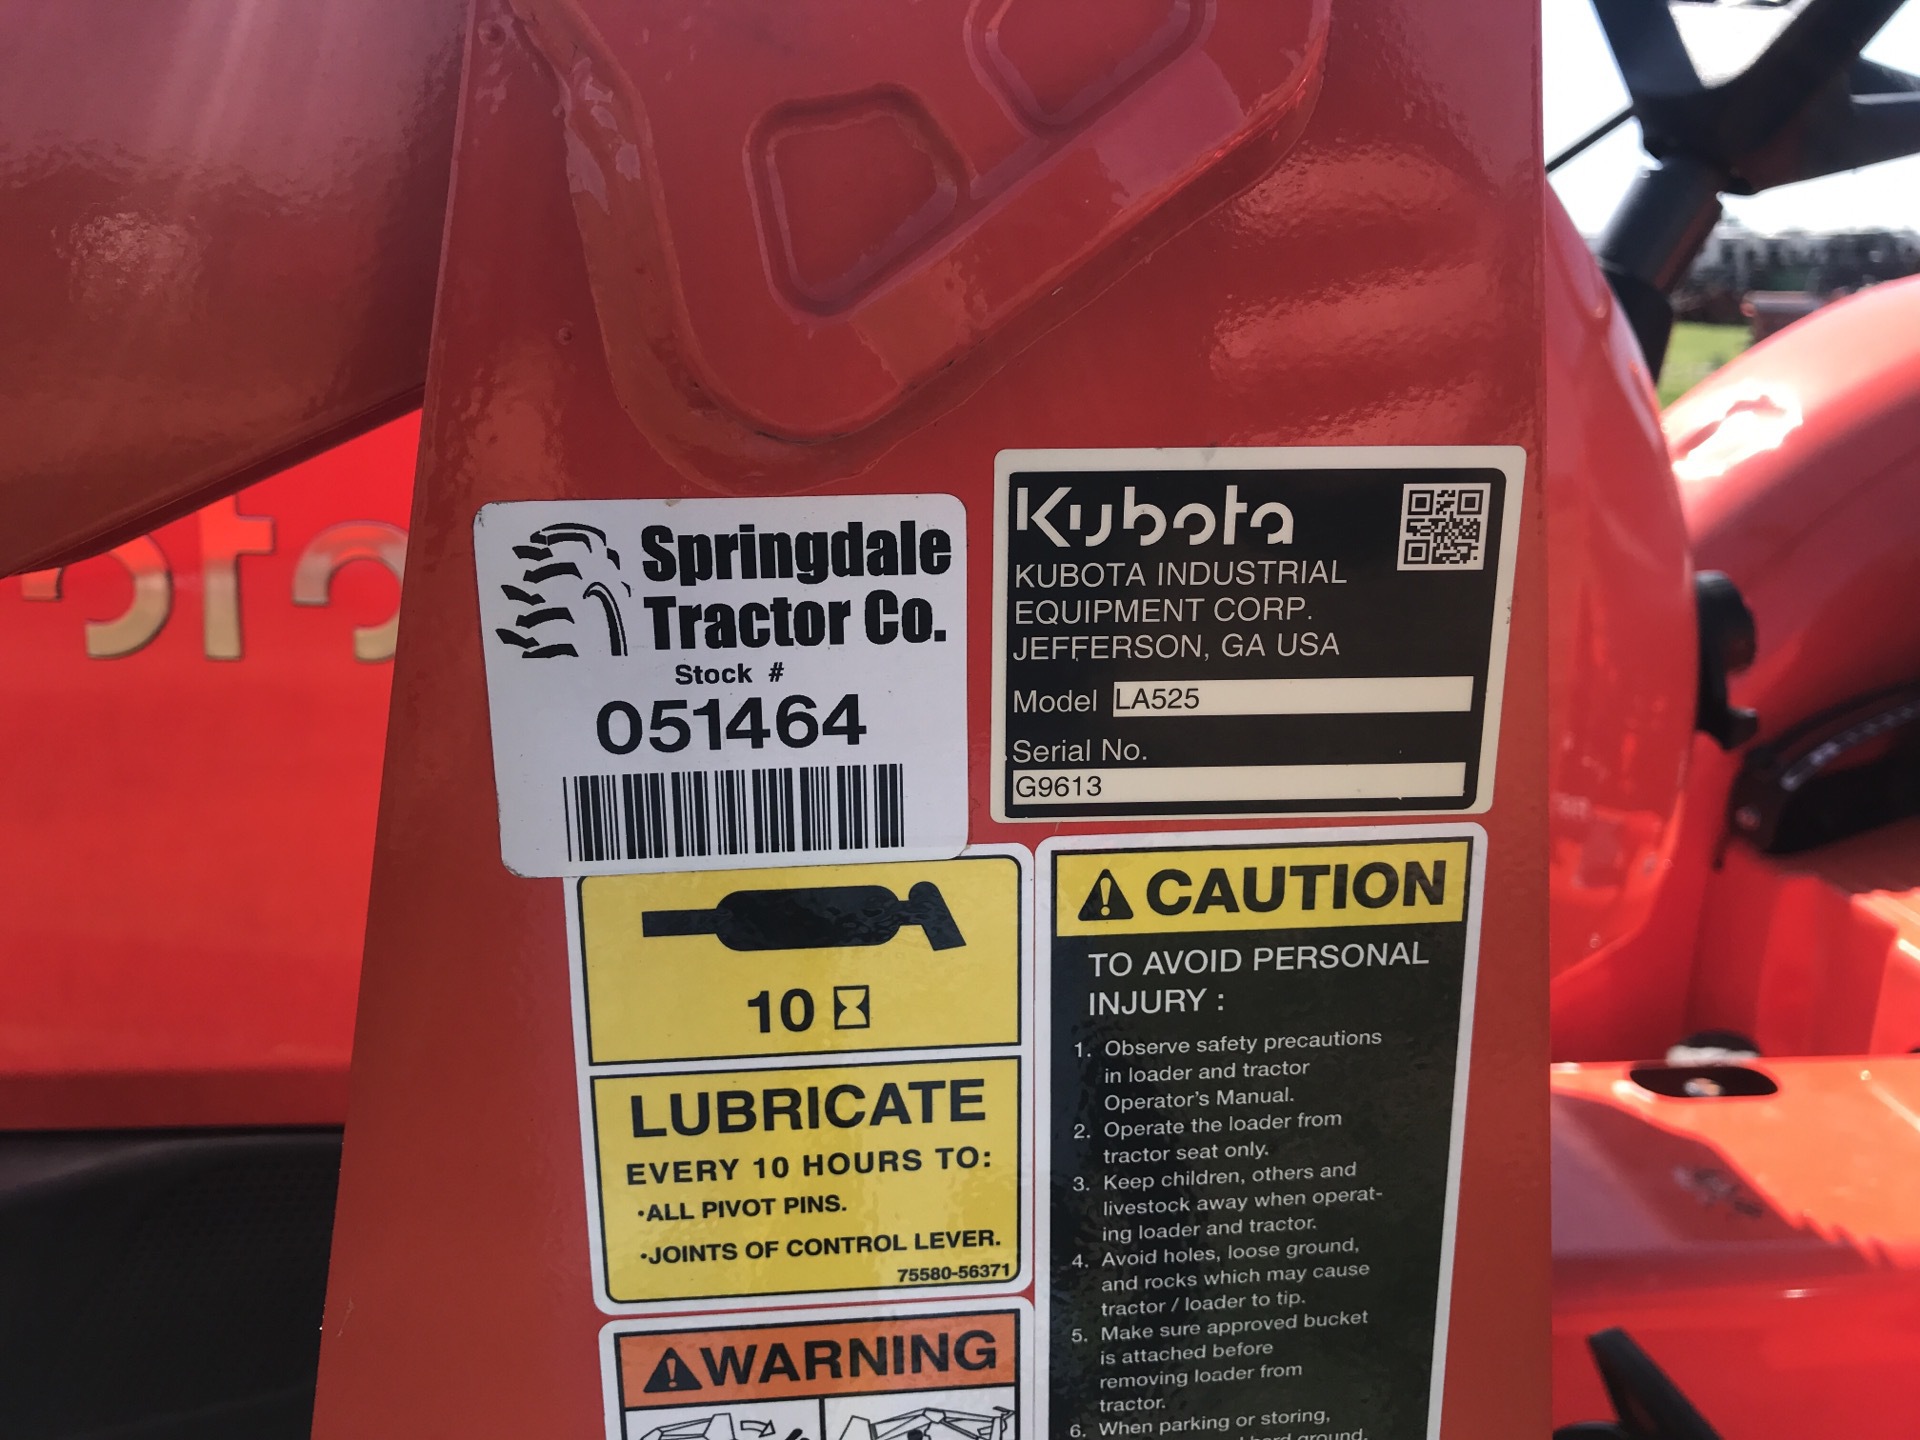 Springdale
Tractor Co.
Stock #
051464
Kubota
KUBOTA INDUSTRIAL
EQUIPMENT CORP.
JEFFERSON, GA USA
Model LA525
Serial No.
G9613
10
LUBRICATE
EVERY 10 HOURS TO:
•ALL PIVOT PINS.
•JOINTS OF CONTROL LEVER.
75580-56371
WARNING
CAUTION
TO AVOID PERSONAL
INJURY :
1. Observe safety precautions
in loader and tractor
Operator's Manual.
2. Operate the loader from
tractor seat only.
3. Keep children, others and
livestock away when operat-
ing loader and tractor.
4. Avoid holes, loose ground,
and rocks which may cause
tractor / loader to tip.
5. Make sure approved bucket
is attached before
removing loader from
tractor.
6. When parking or storing,
ground,